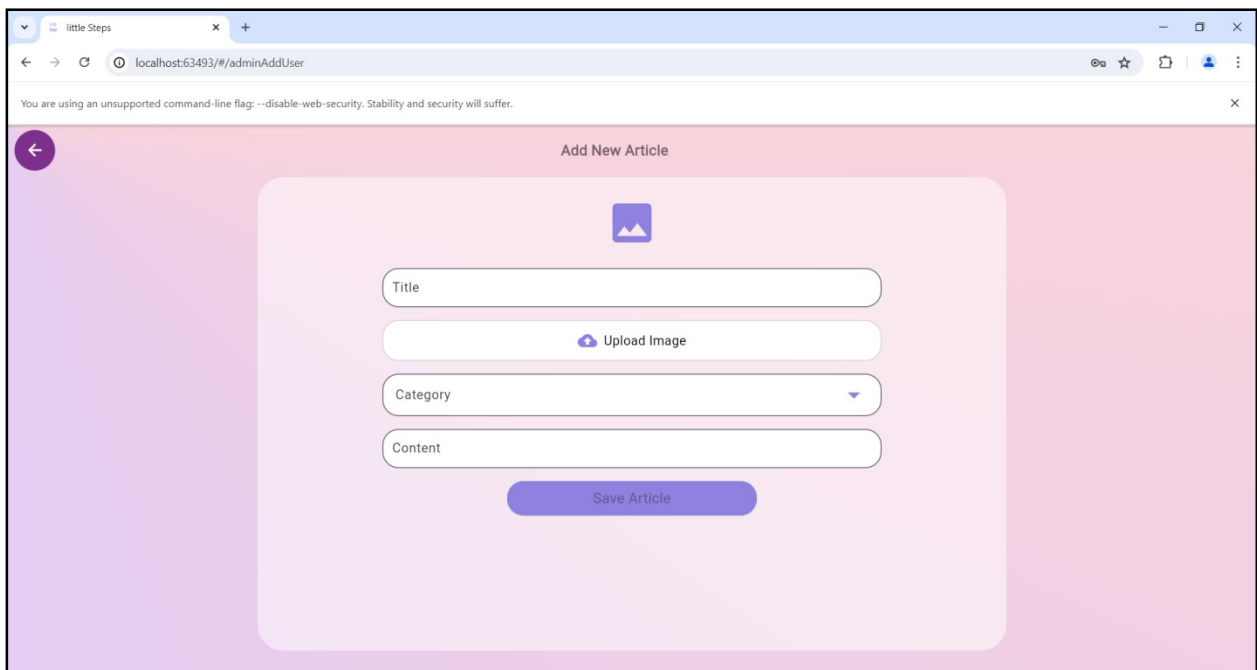 little Steps
localhost:63493/#/adminAddUser
You are using an unsupported command-line flag: --disable-web-security. Stability and security will suffer.
Add New Article
Title
Upload Image
Category
Content
Save Article